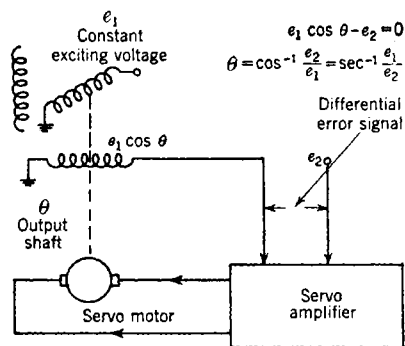 e₁
Constant
exciting voltage
e₁ cos θ - e₂ = 0
θ = cos⁻¹ e₂/e₁ = sec⁻¹ e₁/e₂
Differential
error signal
e₁ cos θ
e₂
θ
Output
shaft
Servo motor
Servo
amplifier